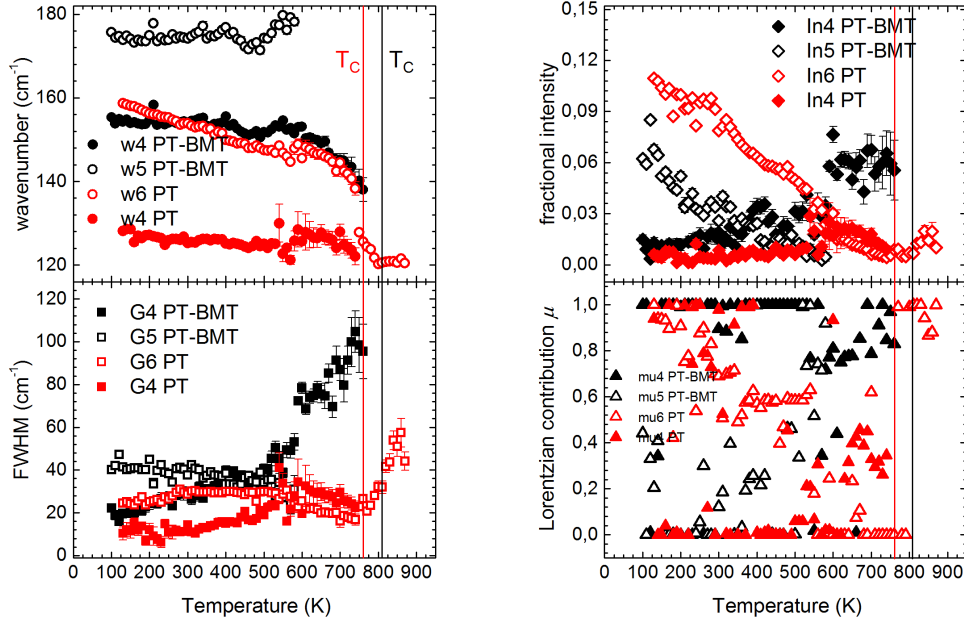 180
160
140
120
wavenumber (cm⁻¹)
w4 PT-BMT
w5 PT-BMT
w6 PT
w4 PT
T_C
T_C
0,15
0,12
0,09
0,06
0,03
0,00
fractional intensity
In4 PT-BMT
In5 PT-BMT
In6 PT
In4 PT
120
100
80
60
40
20
0
FWHM (cm⁻¹)
G4 PT-BMT
G5 PT-BMT
G6 PT
G4 PT
0 100 200 300 400 500 600 700 800 900
Temperature (K)
1,0
0,8
0,6
0,4
0,2
0,0
Lorentzian contribution μ
mu4 PT-BMT
mu5 PT-BMT
mu6 PT
mu4 PT
0 100 200 300 400 500 600 700 800 900
Temperature (K)